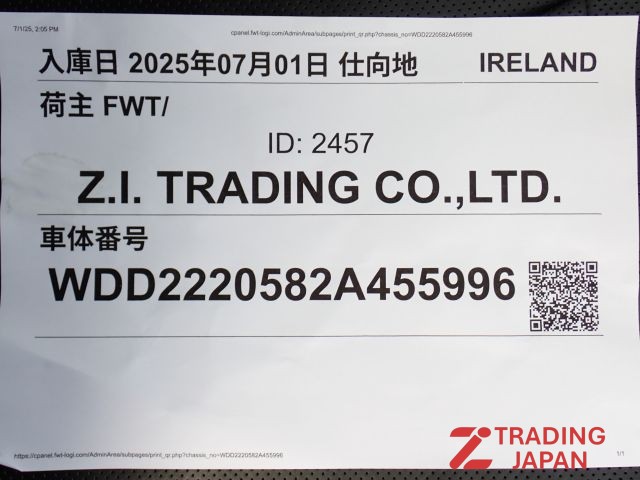 7/1/25, 2:05 PM cpanel.fwt-logi.com/AdminArea/subpages/print_qr.php?chassis_no=WDD2220582A455996
入庫日 2025年07月01日 仕向地 IRELAND
荷主 FWT/
ID: 2457
Z.I. TRADING CO.,LTD.
車体番号
WDD2220582A455996
TRADING
JAPAN
https://cpanel.fwt-logi.com/AdminArea/subpages/print_qr.php?chassis_no=WDD2220582A455996 1/1